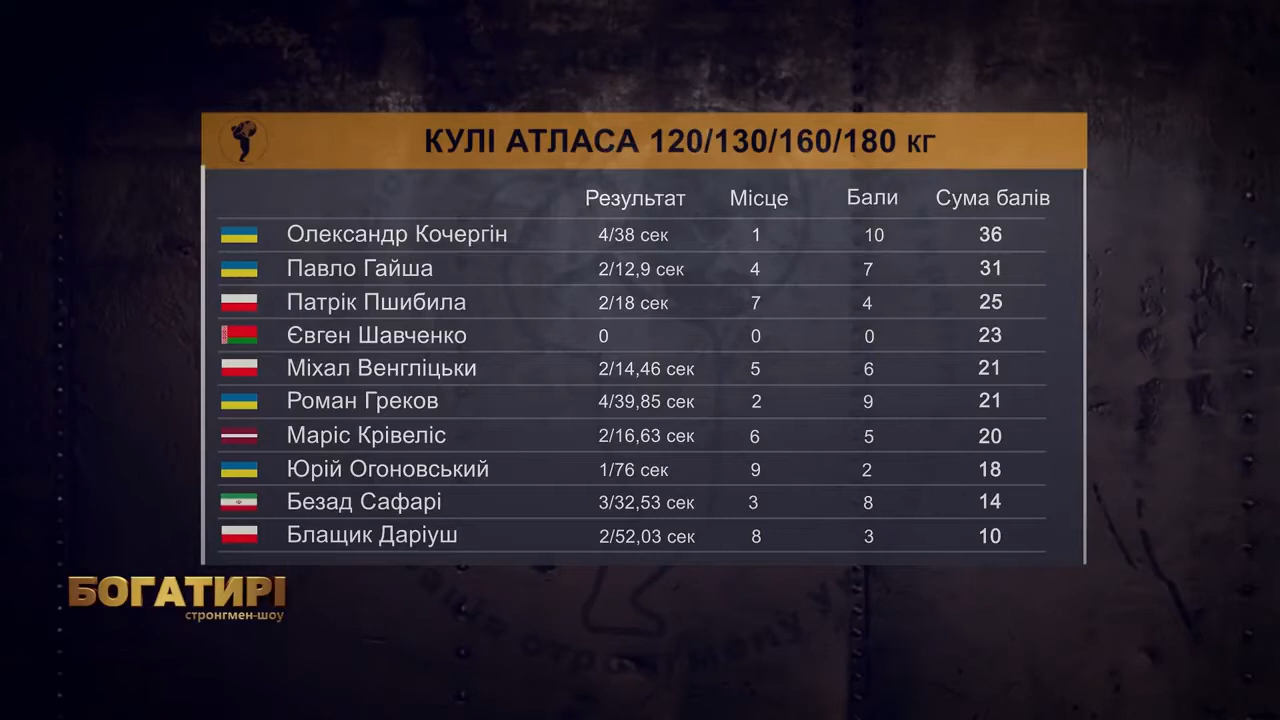 КУЛІ АТЛАСА 120/130/160/180 кг
Результат Місце Бали Сума балів
Олександр Кочергін 4/38 сек 1 10 36
Павло Гайша 2/12,9 сек 4 7 31
Патрік Пшибила 2/18 сек 7 4 25
Євген Шавченко 0 0 0 23
Міхал Венгліцьки 2/14,46 сек 5 6 21
Роман Греков 4/39,85 сек 2 9 21
Маріс Крівеліс 2/16,63 сек 6 5 20
Юрій Огоновський 1/76 сек 9 2 18
Безад Сафарі 3/32,53 сек 3 8 14
Блащик Даріуш 2/52,03 сек 8 3 10
БОГАТИРІ
стронгмен-шоу